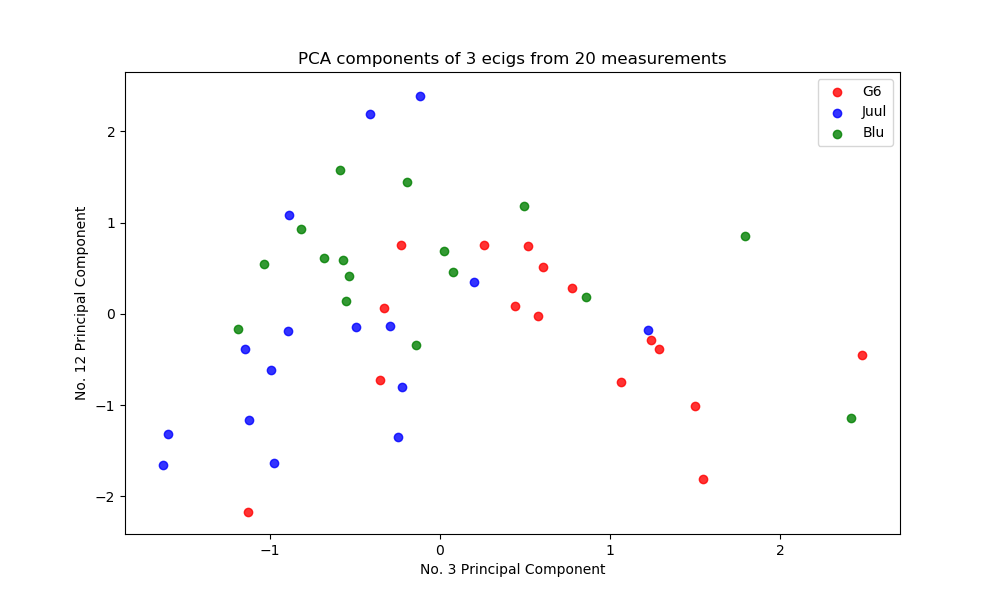 PCA components of 3 ecigs from 20 measurements
G6
Juul
Blu
2
1
0
−1
−2
No. 12 Principal Component
−1
0
1
2
No. 3 Principal Component